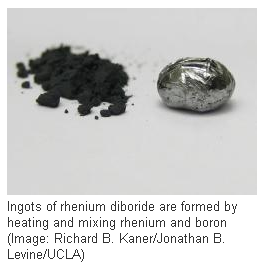 Ingots of rhenium diboride are formed by
heating and mixing rhenium and boron
(Image: Richard B. Kaner/Jonathan B.
Levine/UCLA)